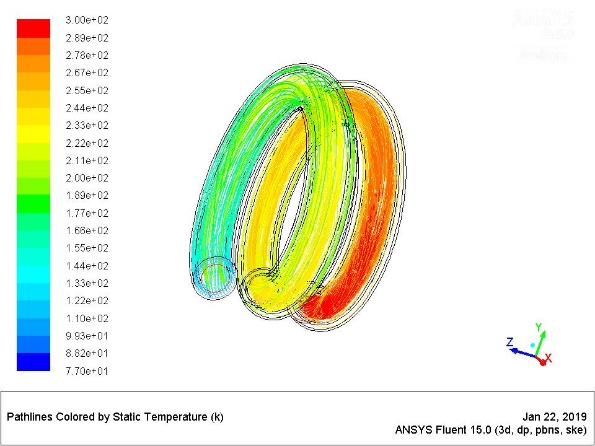 3.00e+02
2.89e+02
2.78e+02
2.67e+02
2.55e+02
2.44e+02
2.33e+02
2.22e+02
2.11e+02
2.00e+02
1.89e+02
1.77e+02
1.66e+02
1.55e+02
1.44e+02
1.33e+02
1.22e+02
1.10e+02
9.93e+01
8.82e+01
7.70e+01
Y
Z
X
Pathlines Colored by Static Temperature (k)
Jan 22, 2019
ANSYS Fluent 15.0 (3d, dp, pbns, ske)